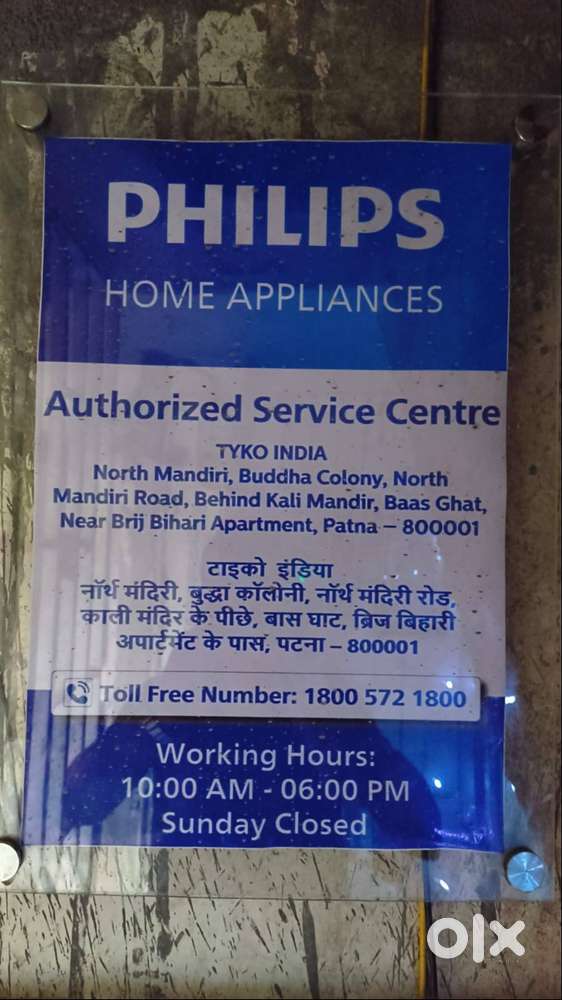 PHILIPS
HOME APPLIANCES
Authorized Service Centre
TYKO INDIA
North Mandiri, Buddha Colony, North
Mandiri Road, Behind Kali Mandir, Baas Ghat,
Near Brij Bihari Apartment, Patna – 800001
टाइको इंडिया
नॉर्थ मंदिरी, बुद्धा कॉलोनी, नॉर्थ मंदिरी रोड,
काली मंदिर के पीछे, बास घाट, ब्रिज बिहारी
अपार्टमेंट के पास, पटना – 800001
Toll Free Number: 1800 572 1800
Working Hours:
10:00 AM - 06:00 PM
Sunday Closed
olx